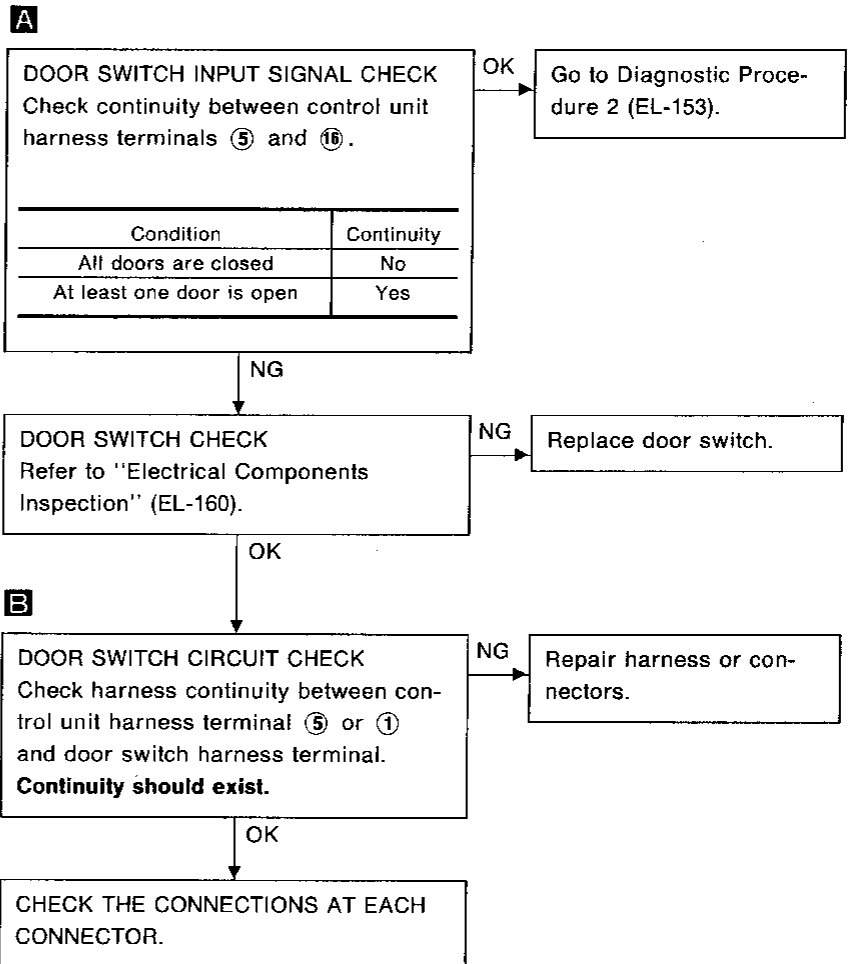 A
DOOR SWITCH INPUT SIGNAL CHECK
Check continuity between control unit
harness terminals ⑤ and ⑯.
Condition Continuity
All doors are closed No
At least one door is open Yes
OK
Go to Diagnostic Proce-
dure 2 (EL-153).
NG
DOOR SWITCH CHECK
Refer to ''Electrical Components
Inspection'' (EL-160).
NG
Replace door switch.
OK
B
DOOR SWITCH CIRCUIT CHECK
Check harness continuity between con-
trol unit harness terminal ⑤ or ①
and door switch harness terminal.
Continuity should exist.
NG
Repair harness or con-
nectors.
OK
CHECK THE CONNECTIONS AT EACH
CONNECTOR.